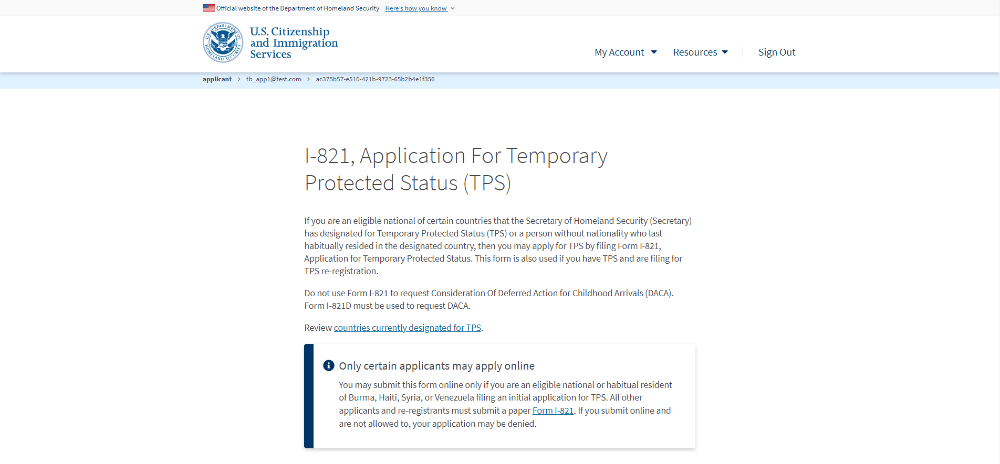 Official website of the Department of Homeland Security Here's how you know
U.S. Citizenship
and Immigration
Services
My Account Resources Sign Out
applicant > tb_app1@test.com > ac375b57-e510-421b-9723-65b2b4e1f356
I-821, Application For Temporary
Protected Status (TPS)
If you are an eligible national of certain countries that the Secretary of Homeland Security (Secretary)
has designated for Temporary Protected Status (TPS) or a person without nationality who last
habitually resided in the designated country, then you may apply for TPS by filing Form I-821,
Application for Temporary Protected Status. This form is also used if you have TPS and are filing for
TPS re-registration.
Do not use Form I-821 to request Consideration Of Deferred Action for Childhood Arrivals (DACA).
Form I-821D must be used to request DACA.
Review countries currently designated for TPS.
Only certain applicants may apply online
You may submit this form online only if you are an eligible national or habitual resident
of Burma, Haiti, Syria, or Venezuela filing an initial application for TPS. All other
applicants and re-registrants must submit a paper Form I-821. If you submit online and
are not allowed to, your application may be denied.